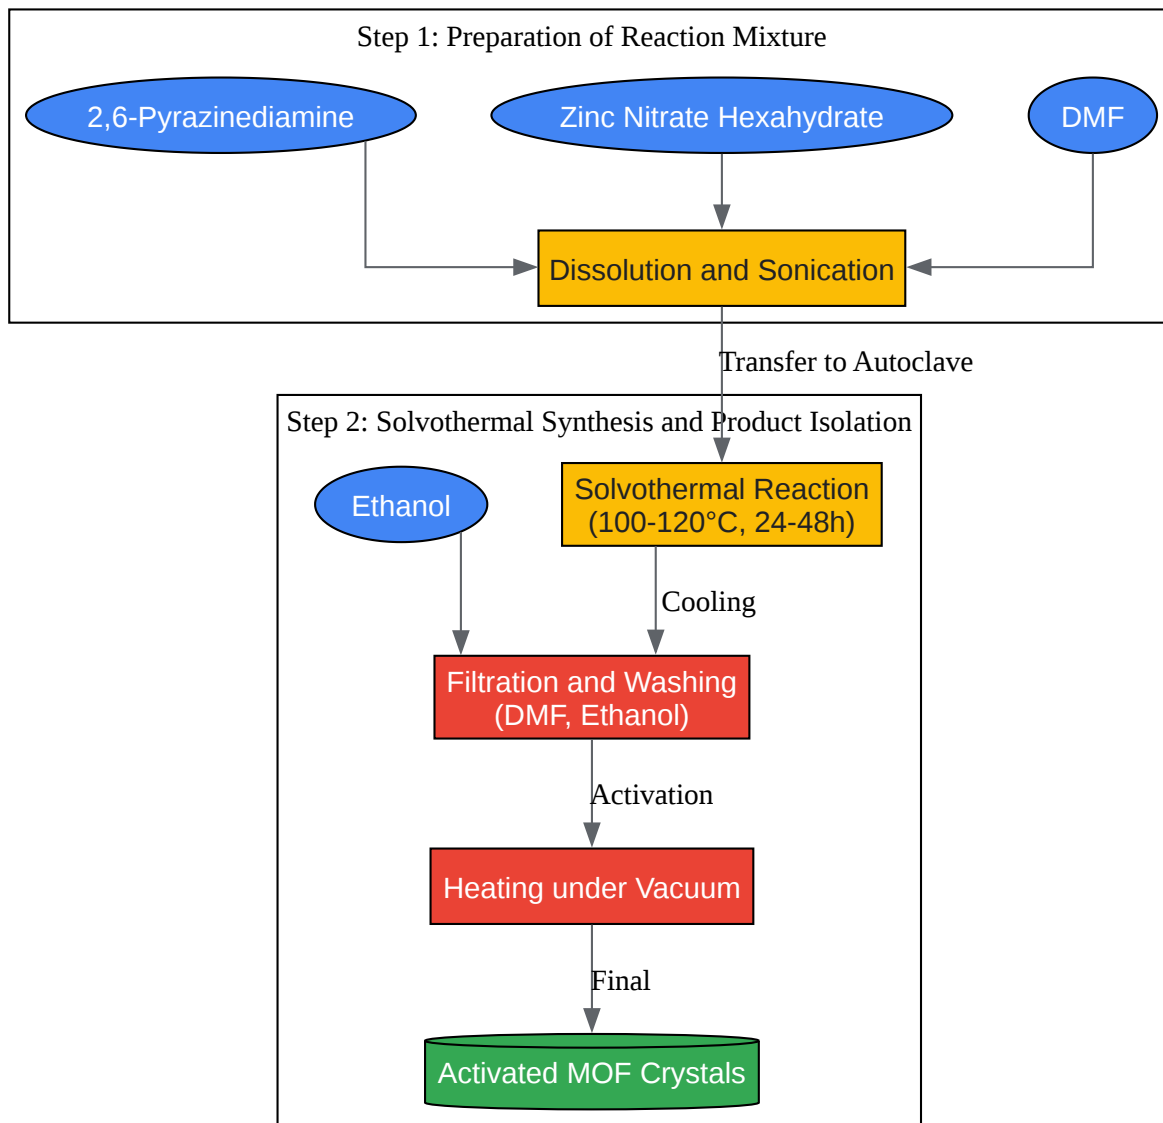 Step 1: Preparation of Reaction Mixture
2,6-Pyrazinediamine
Zinc Nitrate Hexahydrate
DMF
Dissolution and Sonication
Transfer to Autoclave
Step 2: Solvothermal Synthesis and Product Isolation
Ethanol
Solvothermal Reaction
(100-120°C, 24-48h)
Cooling
Filtration and Washing
(DMF, Ethanol)
Activation
Heating under Vacuum
Final
Activated MOF Crystals